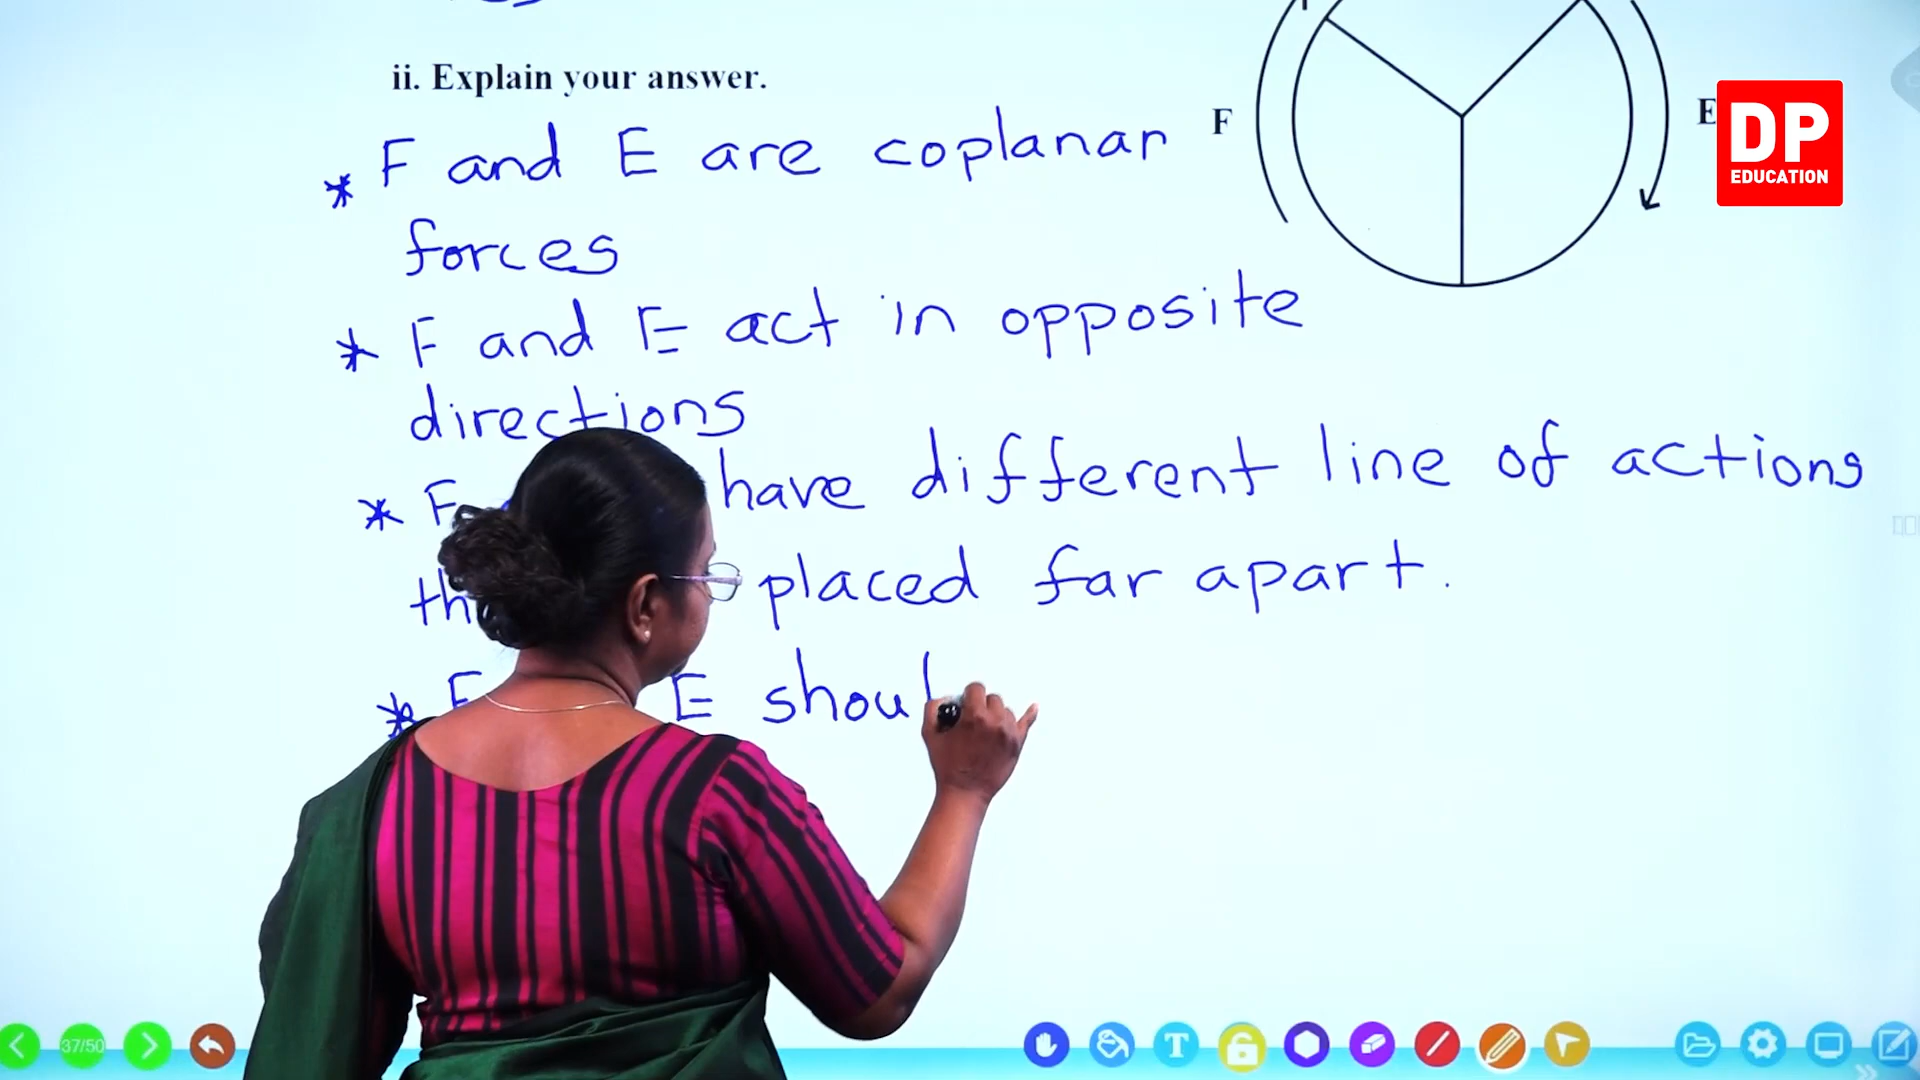 ii. Explain your answer.
* F and E are coplanar
forces
* F and E act in opposite
directions
* F have different line of actions
placed far apart.
* E shoul
F
E
DP
EDUCATION
37/50
T